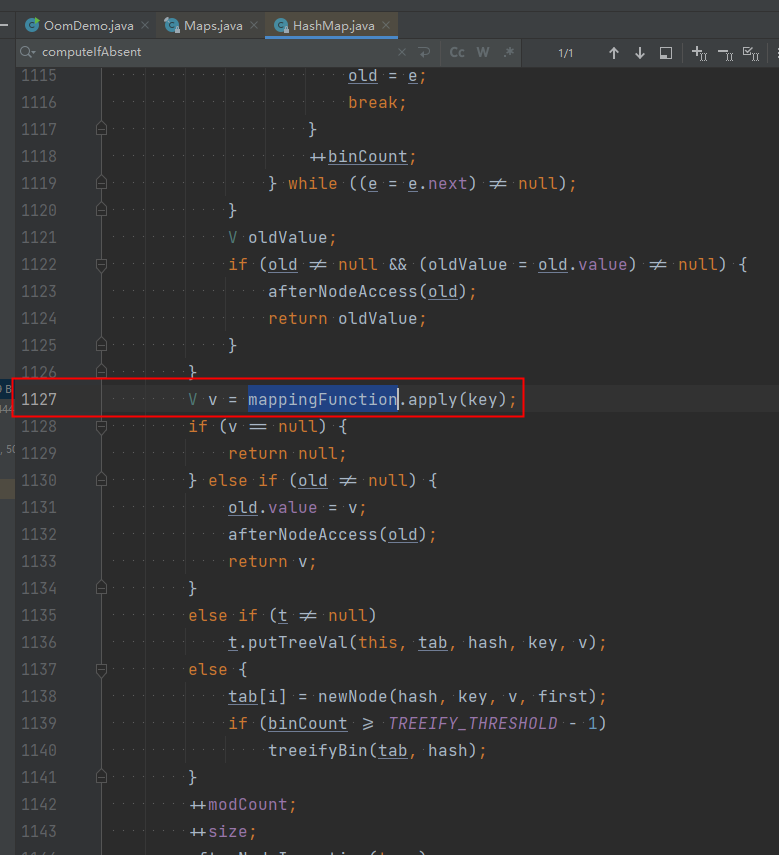 OomDemo.java Maps.java HashMap.java
computeIfAbsent Cc W .* 1/1
1115 old = e;
1116 break;
1117 }
1118 ++binCount;
1119 } while ((e = e.next) != null);
1120 }
1121 V oldValue;
1122 if (old != null && (oldValue = old.value) != null) {
1123 afterNodeAccess(old);
1124 return oldValue;
1125 }
1126 }
1127 V v = mappingFunction.apply(key);
1128 if (v == null) {
1129 return null;
1130 } else if (old != null) {
1131 old.value = v;
1132 afterNodeAccess(old);
1133 return v;
1134 }
1135 else if (t != null)
1136 t.putTreeVal(this, tab, hash, key, v);
1137 else {
1138 tab[i] = newNode(hash, key, v, first);
1139 if (binCount >= TREEIFY_THRESHOLD - 1)
1140 treeifyBin(tab, hash);
1141 }
1142 ++modCount;
1143 ++size;